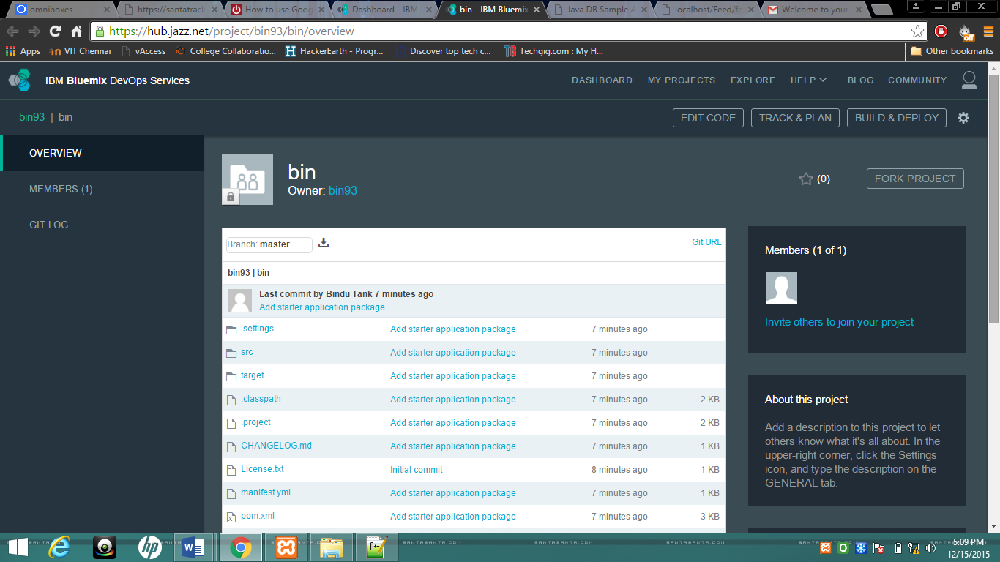 omniboxes
https://santatrack
How to use Goog
Dashboard - IBM
bin - IBM Bluemix
Java DB Sample A
localhost/Feed/fb
Welcome to your
https://hub.jazz.net/project/bin93/bin/overview
off
Apps
VIT Chennai
vAccess
College Collaboratio...
HackerEarth - Progr...
Discover top tech c...
Techgig.com : My H...
Other bookmarks
IBM Bluemix DevOps Services
DASHBOARD
MY PROJECTS
EXPLORE
HELP
BLOG
COMMUNITY
bin93 | bin
EDIT CODE
TRACK & PLAN
BUILD & DEPLOY
OVERVIEW
MEMBERS (1)
GIT LOG
bin
Owner: bin93
(0)
FORK PROJECT
Branch: master
Git URL
bin93 | bin
Last commit by Bindu Tank 7 minutes ago
Add starter application package
.settings Add starter application package 7 minutes ago
src Add starter application package 7 minutes ago
target Add starter application package 7 minutes ago
.classpath Add starter application package 7 minutes ago 2 KB
.project Add starter application package 7 minutes ago 2 KB
CHANGELOG.md Add starter application package 7 minutes ago 1 KB
License.txt Initial commit 8 minutes ago 1 KB
manifest.yml Add starter application package 7 minutes ago 1 KB
pom.xml Add starter application package 7 minutes ago 3 KB
Members (1 of 1)
Invite others to join your project
About this project
Add a description to this project to let
others know what it's all about. In the
upper-right corner, click the Settings
icon, and type the description on the
GENERAL tab.
5:09 PM
12/15/2015